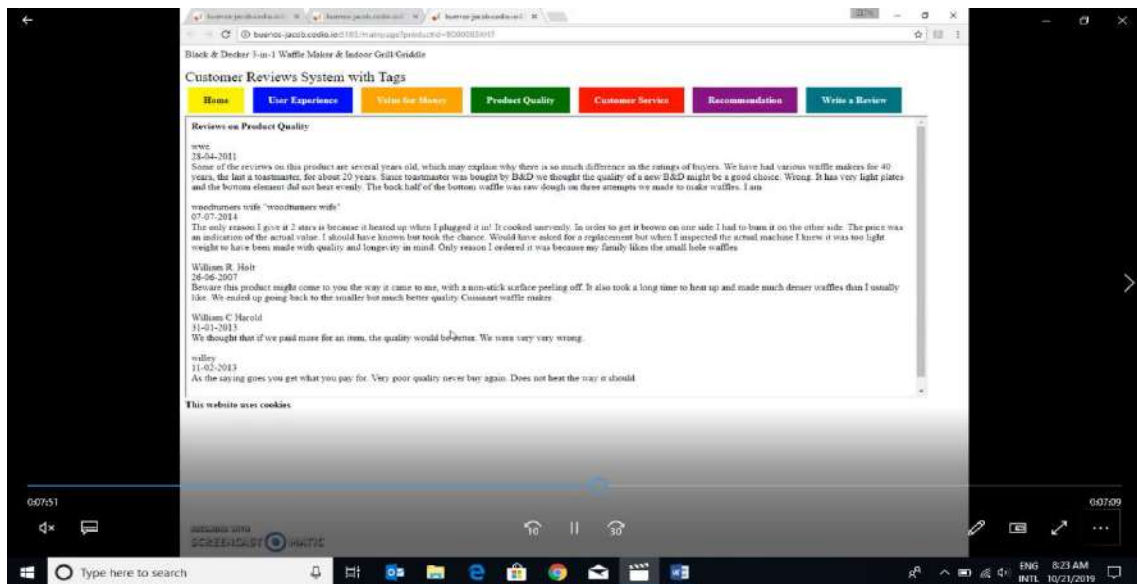 Black & Decker 3-in-1 Waffle Maker & Indoor Grill/Griddle
Customer Reviews System with Tags
Home User Experience Value for Money Product Quality Customer Service Recommendation Write a Review
Reviews on Product Quality
wwe
28-04-2011
Some of the reviews on this product are several years old, which may explain why there is so much difference in the ratings of buyers. We have had various waffle makers for 40
years, the last a toastmaster, for about 20 years. Since toastmaster was bought by B&D we thought the quality of a new B&D might be a good choice. Wrong. It has very light plates
and the bottom element did not heat evenly. The back half of the bottom waffle was raw dough on three attempts we made to make waffles. I am
woodturners wife "woodturners wife"
07-07-2014
The only reason I give it 2 stars is because it heated up when I plugged it in! It cooked unevenly. In order to get it brown on one side I had to burn it on the other side. The price was
an indication of the actual value. I should have known but took the chance. Would have asked for a replacement but when I inspected the actual machine I knew it was too light
weight to have been made with quality and longevity in mind. Only reason I ordered it was because my family likes the small hole waffles
William R. Holt
26-06-2007
Beware this product might come to you the way it came to me, with a non-stick surface peeling off. It also took a long time to heat up and made much denser waffles than I usually
like. We ended up going back to the smaller but much better quality Cuisinart waffle maker.
William C Harold
31-01-2013
We thought that if we paid more for an item, the quality would be better. We were very very wrong.
willey
11-02-2013
As the saying goes you get what you pay for. Very poor quality never buy again. Does not heat the way it should
This website uses cookies
0:07:51
0:07:09
10
30
SCREENCAST MATIC
Type here to search
ENG 8:23 AM
INTL 10/21/2019